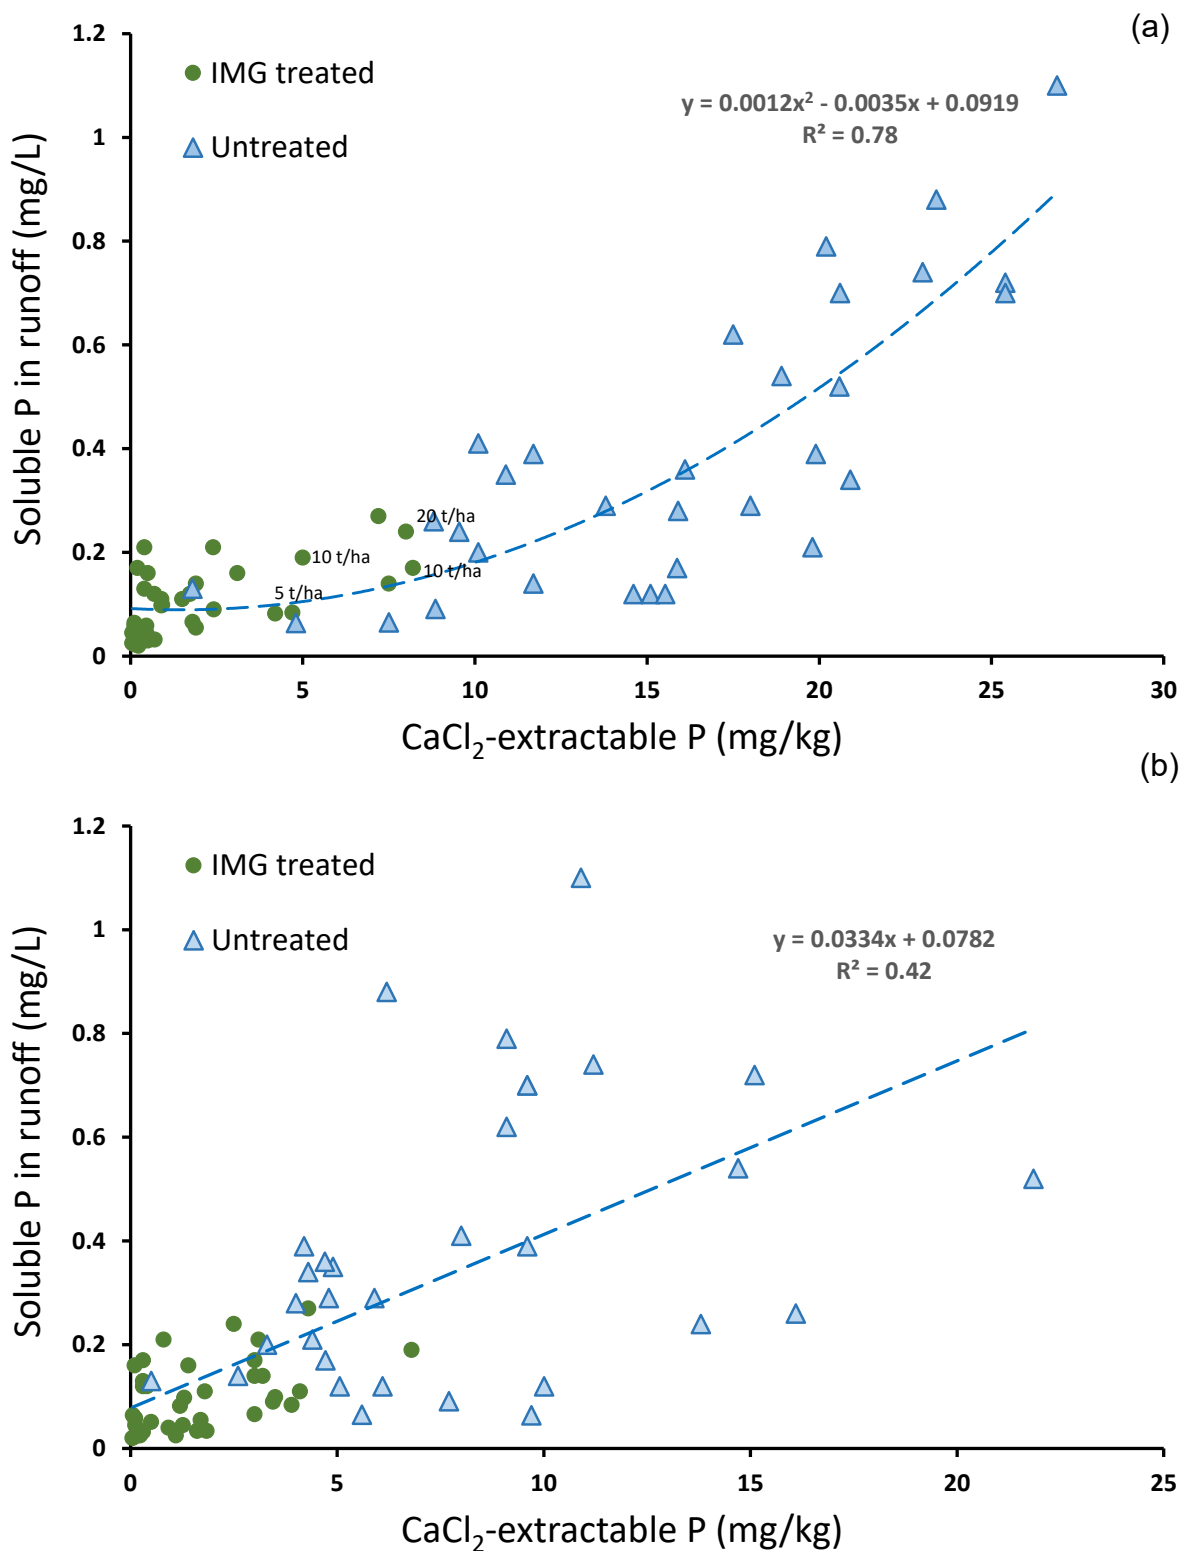 (a)
1.2
1
0.8
0.6
0.4
0.2
0
Soluble P in runoff (mg/L)
IMG treated
Untreated
y = 0.0012x² - 0.0035x + 0.0919
R² = 0.78
20 t/ha
10 t/ha
10 t/ha
5 t/ha
0 5 10 15 20 25 30
CaCl₂-extractable P (mg/kg)
(b)
1.2
1
0.8
0.6
0.4
0.2
0
Soluble P in runoff (mg/L)
IMG treated
Untreated
y = 0.0334x + 0.0782
R² = 0.42
0 5 10 15 20 25
CaCl₂-extractable P (mg/kg)